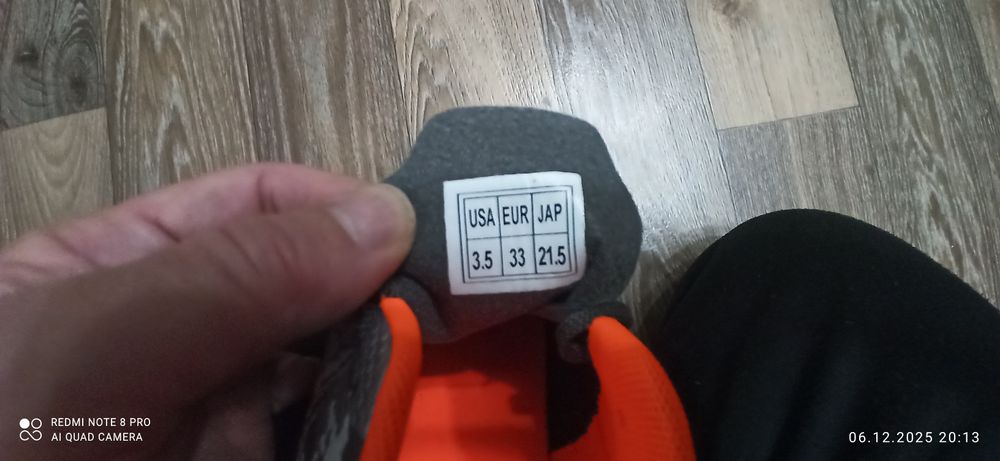 USA EUR JAP
3.5 33 21.5
REDMI NOTE 8 PRO
AI QUAD CAMERA
06.12.2025 20:13